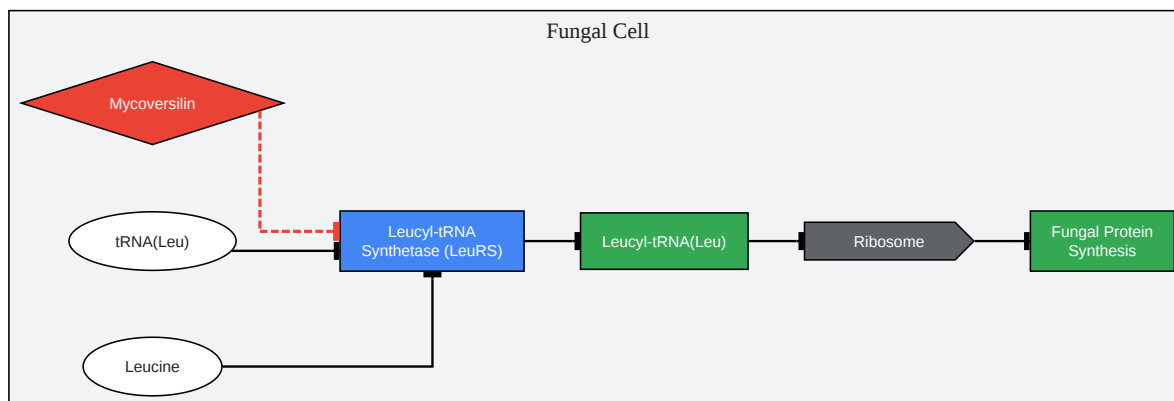 Fungal Cell
Mycoversilin
tRNA(Leu)
Leucyl-tRNA
Synthetase (LeuRS)
Leucyl-tRNA(Leu)
Ribosome
Fungal Protein
Synthesis
Leucine